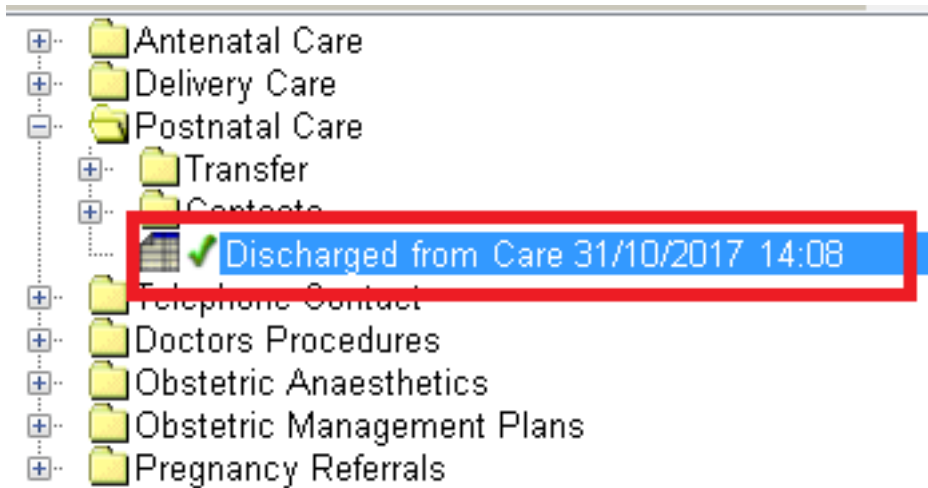 Antenatal Care
Delivery Care
Postnatal Care
Transfer
Contacts
Discharged from Care 31/10/2017 14:08
Telephone Contact
Doctors Procedures
Obstetric Anaesthetics
Obstetric Management Plans
Pregnancy Referrals